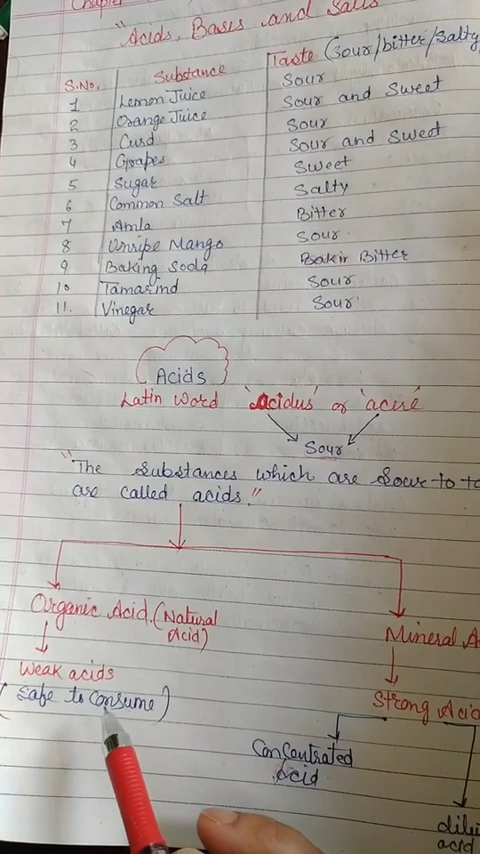 Chapter
"Acids, Bases and Salts
S.No. Substance Taste (Sour/bitter/Salty
1 Lemon Juice Sour
2 Orange Juice Sour and Sweet
3 Curd Sour
4 Grapes Sour and Sweet
5 Sugar Sweet
6 Common Salt Salty
7 Amla Bitter
8 Unripe Mango Sour
9 Baking Soda Bitter
10 Tamarind Sour
11. Vinegar Sour
Acids
Latin Word 'acidus' or 'acere'
Sour
"The Substances which are Sour to
are called acids."
Organic Acid (Natural
Acid)
Mineral
Weak acids
(Safe to consume)
Strong
Concentrated
Acid
acid